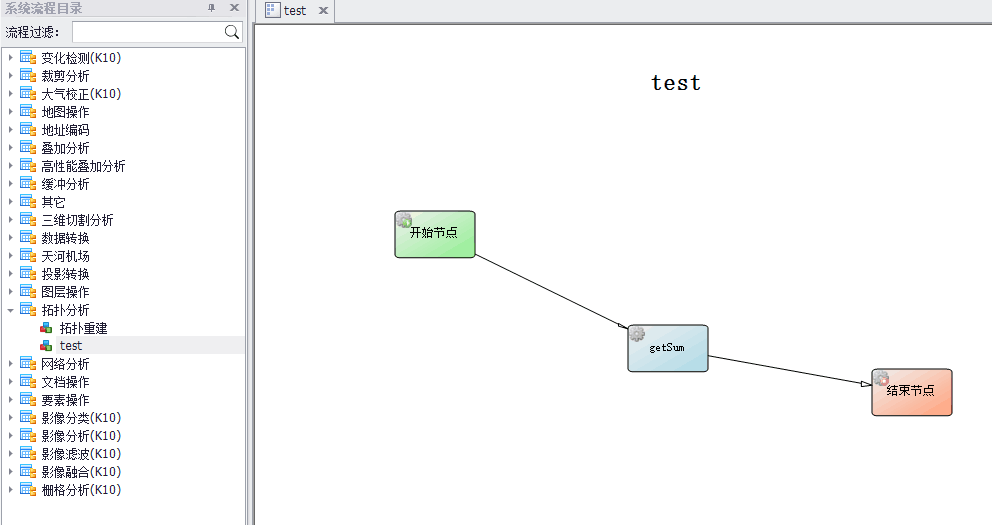 系统流程目录
流程过滤：
变化检测(K10)
裁剪分析
大气校正(K10)
地图操作
地址编码
叠加分析
高性能叠加分析
缓冲分析
其它
三维切割分析
数据转换
天河机场
投影转换
图层操作
拓扑分析
拓扑重建
test
网络分析
文档操作
要素操作
影像分类(K10)
影像分析(K10)
影像滤波(K10)
影像融合(K10)
栅格分析(K10)
test
test
开始节点
getSum
结束节点